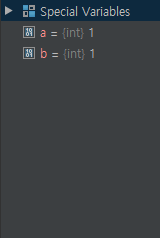 Special Variables
a = {int} 1
b = {int} 1